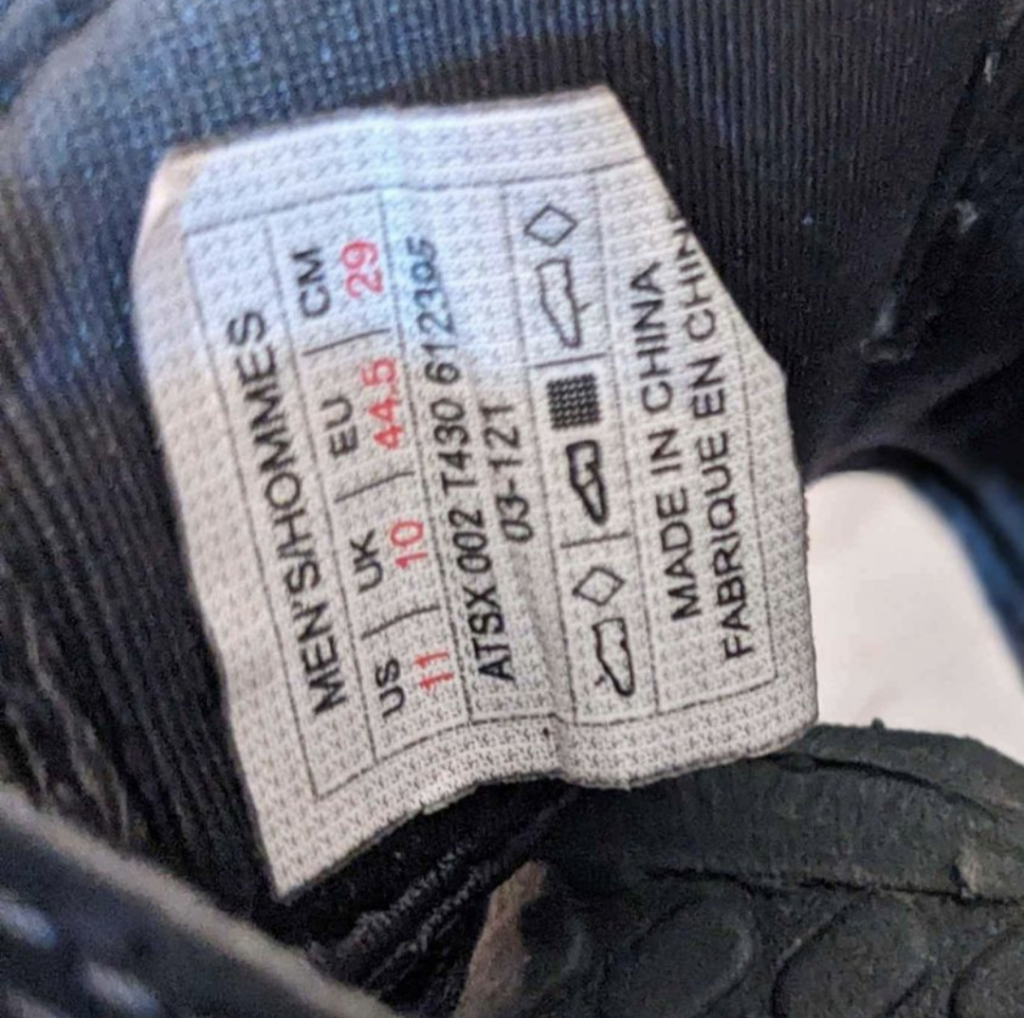 MEN'S/HOMMES
US | UK | EU | CM
11 | 10 | 44.5 | 29
ATSX 002 T430 612305
03-121
MADE IN CHINA
FABRIQUE EN CHINE